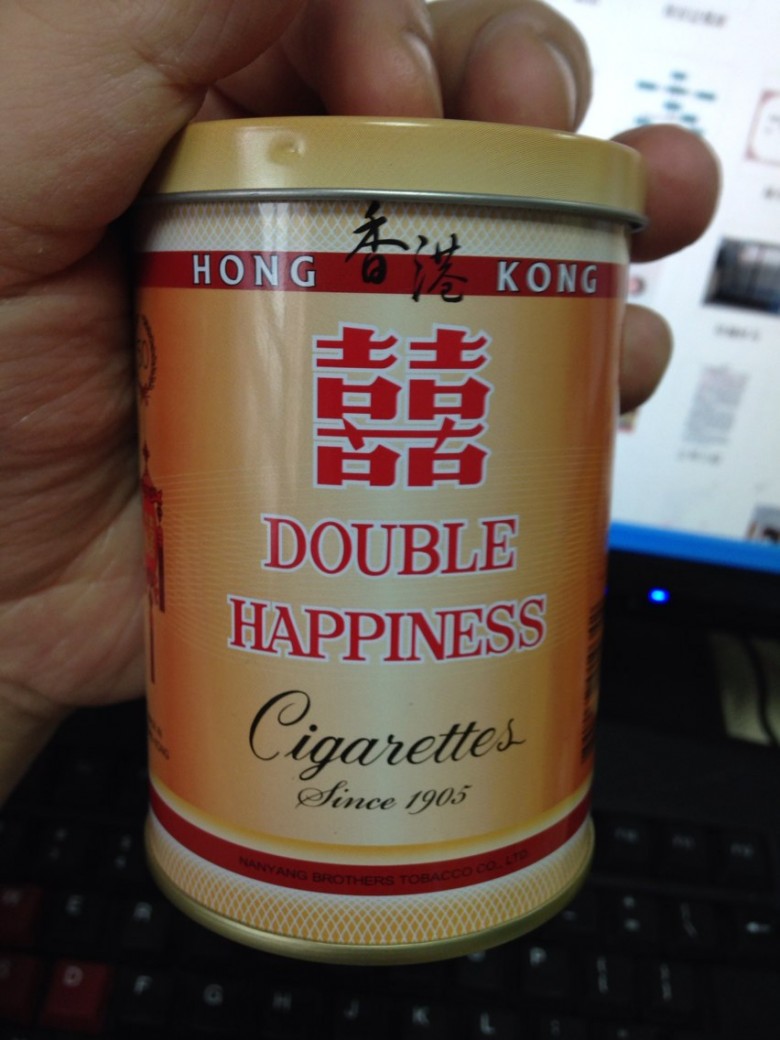 HONG 香港 KONG
囍
DOUBLE
HAPPINESS
Cigarettes
Since 1905
NANYANG BROTHERS TOBACCO CO., LTD.
E R
D F G H J K L
P